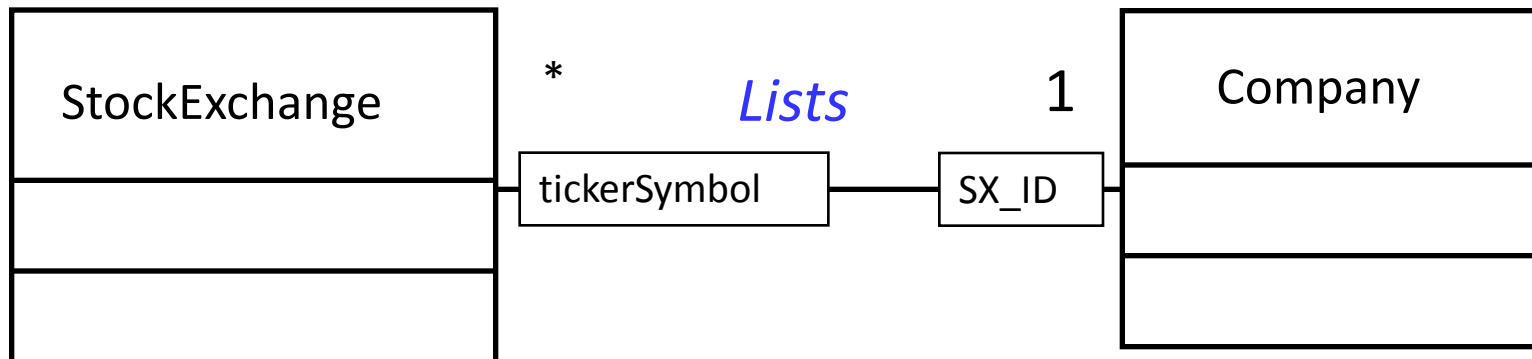 StockExchange
*
Lists
1
Company
tickerSymbol
SX_ID